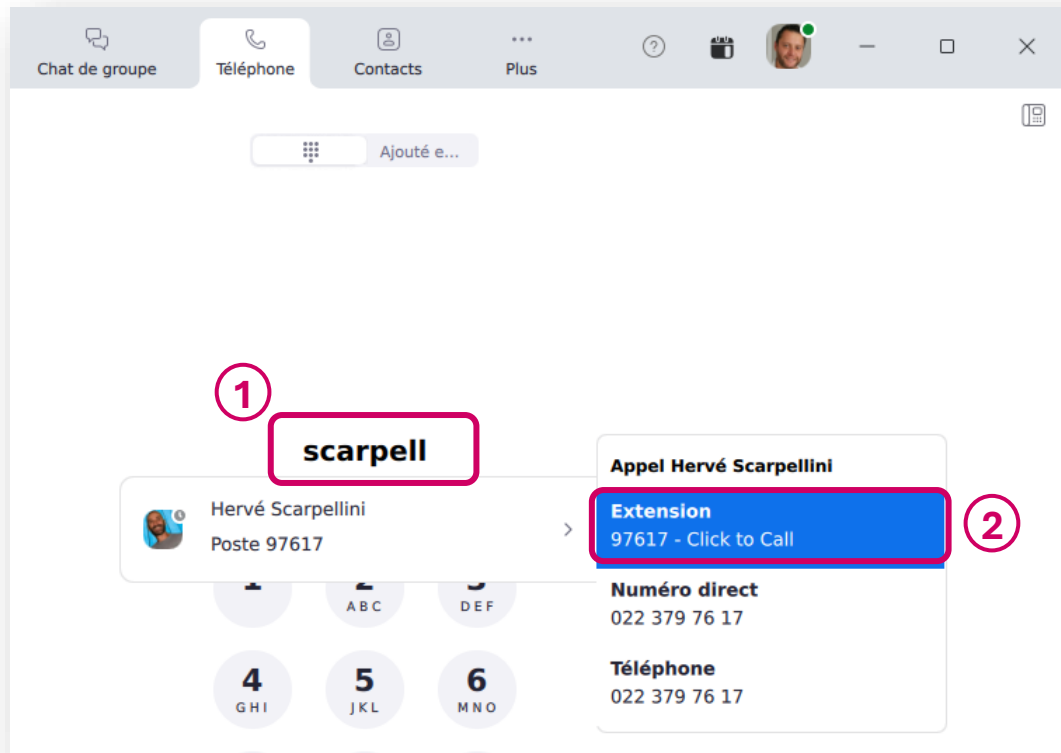 Chat de groupe
Téléphone
Contacts
Plus
Ajouté e...
1
scarpell
Hervé Scarpellini
Poste 97617
Appel Hervé Scarpellini
Extension
97617 - Click to Call
2
Numéro direct
022 379 76 17
Téléphone
022 379 76 17
ABC
DEF
4
GHI
5
JKL
6
MNO